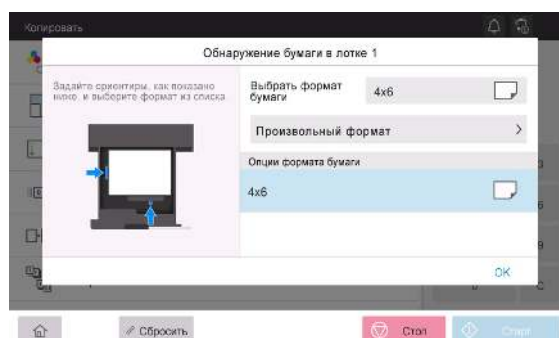 Копировать
Обнаружение бумаги в лотке 1
Задайте ориентиры, как показано
ниже, и выберите формат из списка
Выбрать формат
бумаги
4x6
Произвольный формат
Опции формата бумаги
4x6
OK
Сбросить
Стоп
Старт